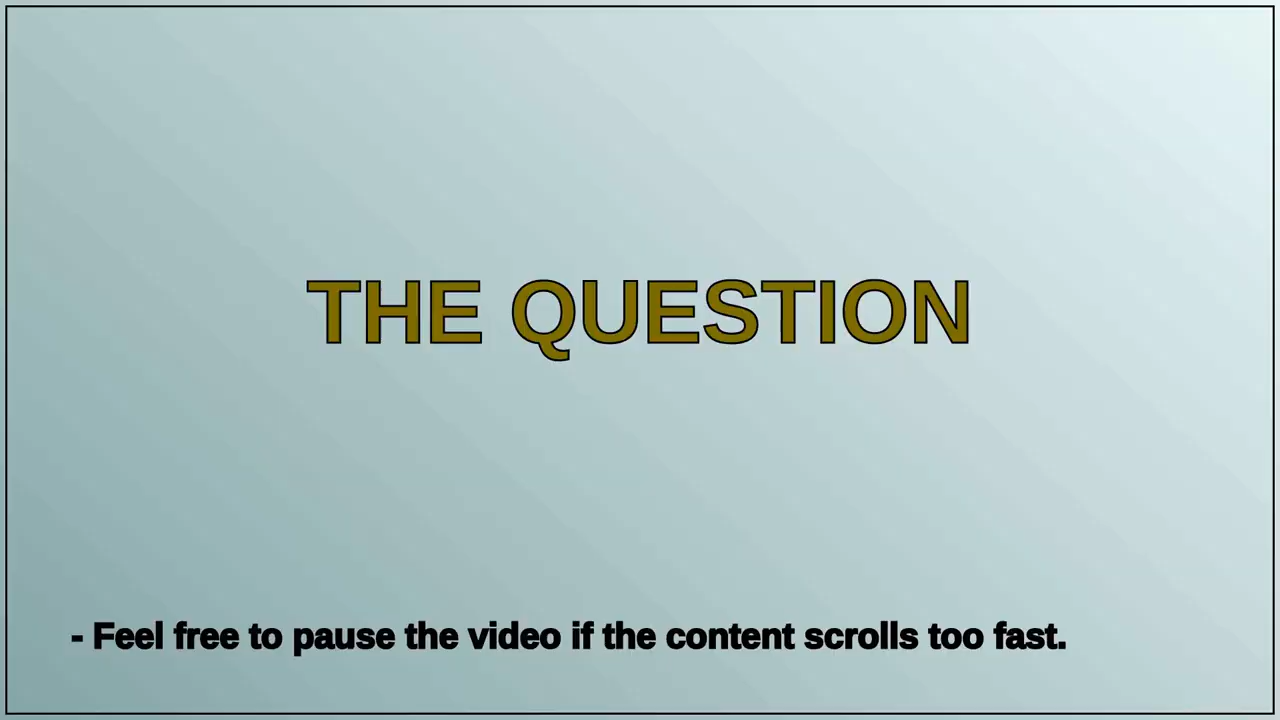 THE QUESTION
- Feel free to pause the video if the content scrolls too fast.